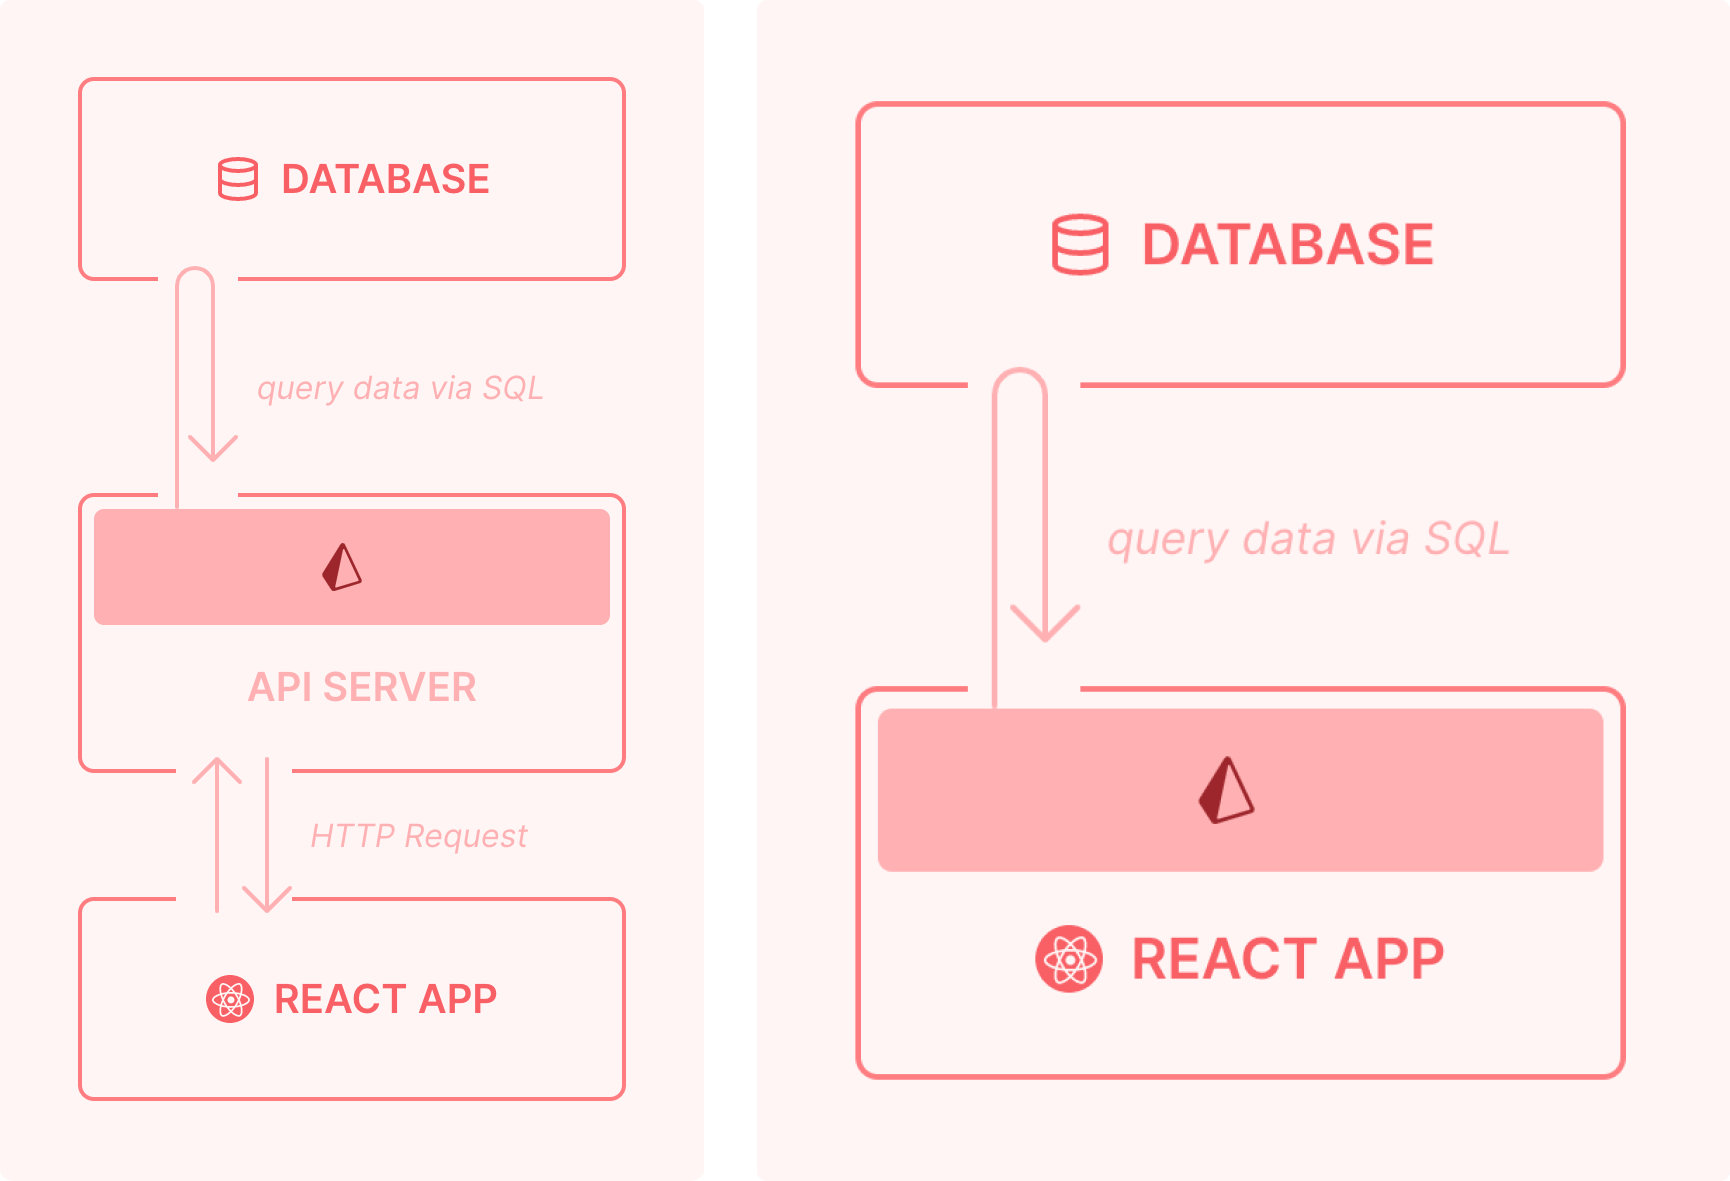 DATABASE
query data via SQL
API SERVER
HTTP Request
REACT APP
DATABASE
query data via SQL
REACT APP